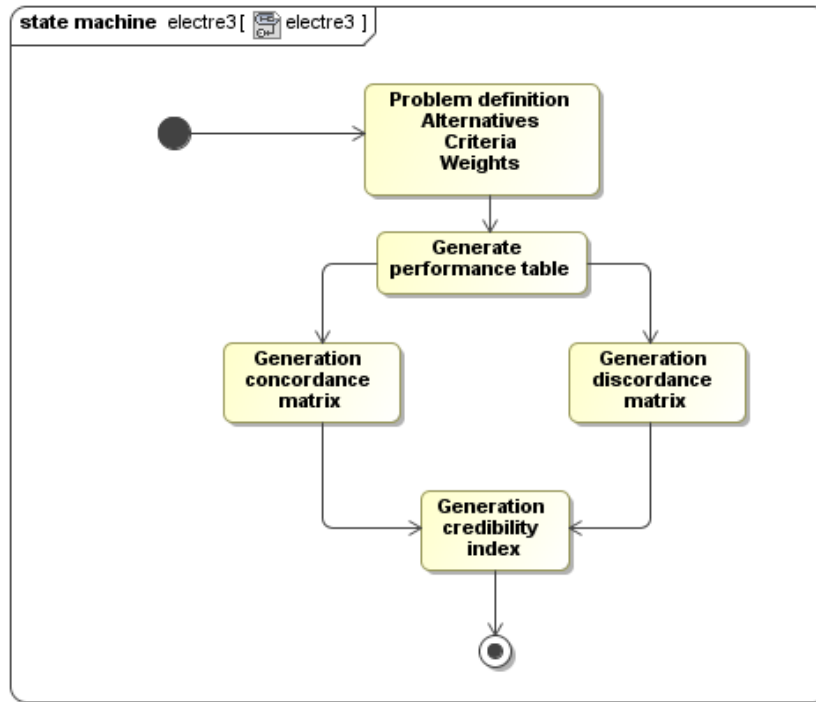 state machine electre3[ electre3 ]
Problem definition
Alternatives
Criteria
Weights
Generate
performance table
Generation
concordance
matrix
Generation
discordance
matrix
Generation
credibility
index